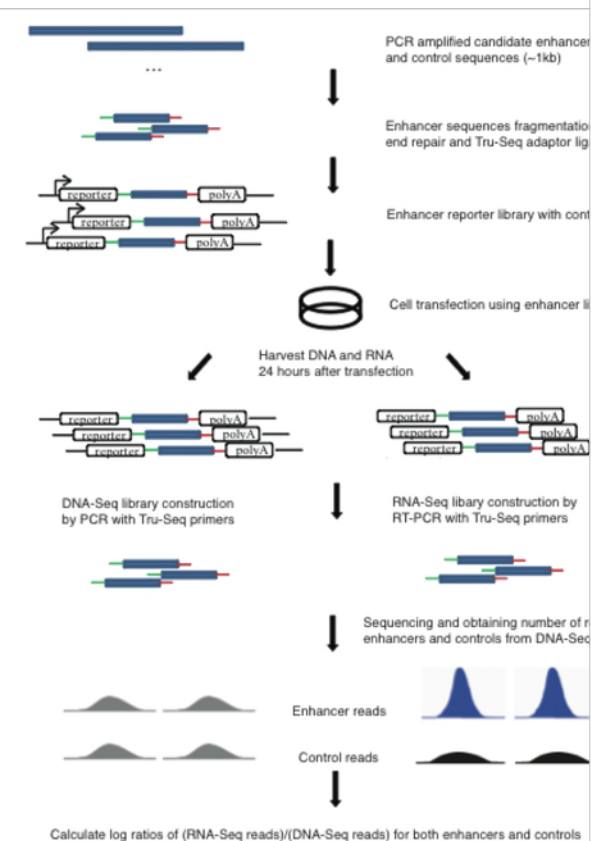 PCR amplified candidate enhancer
and control sequences (~1kb)
...
Enhancer sequences fragmentatio
end repair and Tru-Seq adaptor lig
reporter polyA
reporter polyA
reporter polyA
Enhancer reporter library with cont
Cell transfection using enhancer li
Harvest DNA and RNA
24 hours after transfection
reporter polyA
reporter polyA
reporter polyA
reporter polyA
reporter polyA
reporter polyA
DNA-Seq library construction
by PCR with Tru-Seq primers
RNA-Seq libary construction by
RT-PCR with Tru-Seq primers
Sequencing and obtaining number of r
enhancers and controls from DNA-Seq
Enhancer reads
Control reads
Calculate log ratios of (RNA-Seq reads)/(DNA-Seq reads) for both enhancers and controls